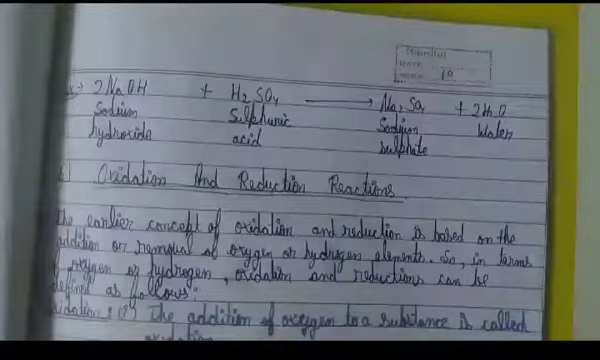 10
2NaOH + H₂SO₄ → Na₂SO₄ + 2H₂O
Sodium Sulphuric Sodium Water
hydroxide acid sulphate
Oxidation And Reduction Reactions.
The earlier concept of oxidation and reduction is based on the
addition or removal of oxygen or hydrogen elements. So, in terms
of oxygen or hydrogen, oxidation and reductions can be
defined as follows:
Oxidation : (i) The addition of oxygen to a substance is called
oxidation